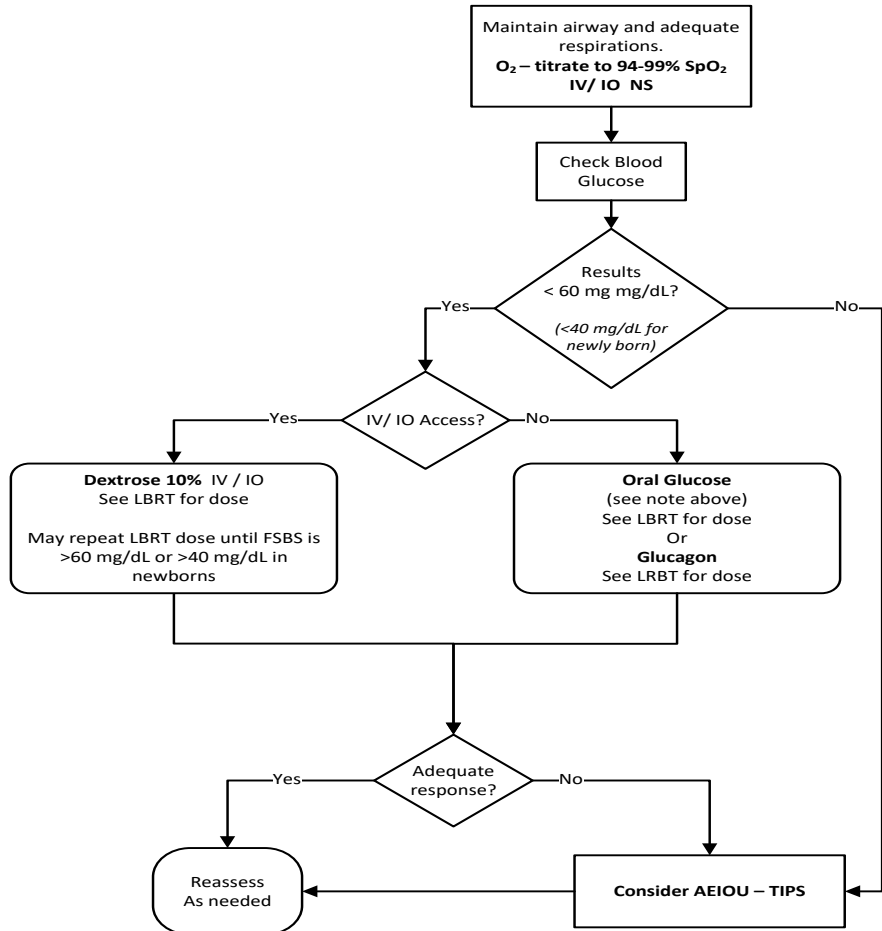 Maintain airway and adequate
respirations.
O₂ – titrate to 94-99% SpO₂
IV/ IO NS
Check Blood
Glucose
Results
< 60 mg mg/dL?
(<40 mg/dL for
newly born)
Yes
No
IV/ IO Access?
Yes
No
Dextrose 10% IV / IO
See LBRT for dose
May repeat LBRT dose until FSBS is
>60 mg/dL or >40 mg/dL in
newborns
Oral Glucose
(see note above)
See LBRT for dose
Or
Glucagon
See LRBT for dose
Adequate
response?
Yes
No
Reassess
As needed
Consider AEIOU – TIPS